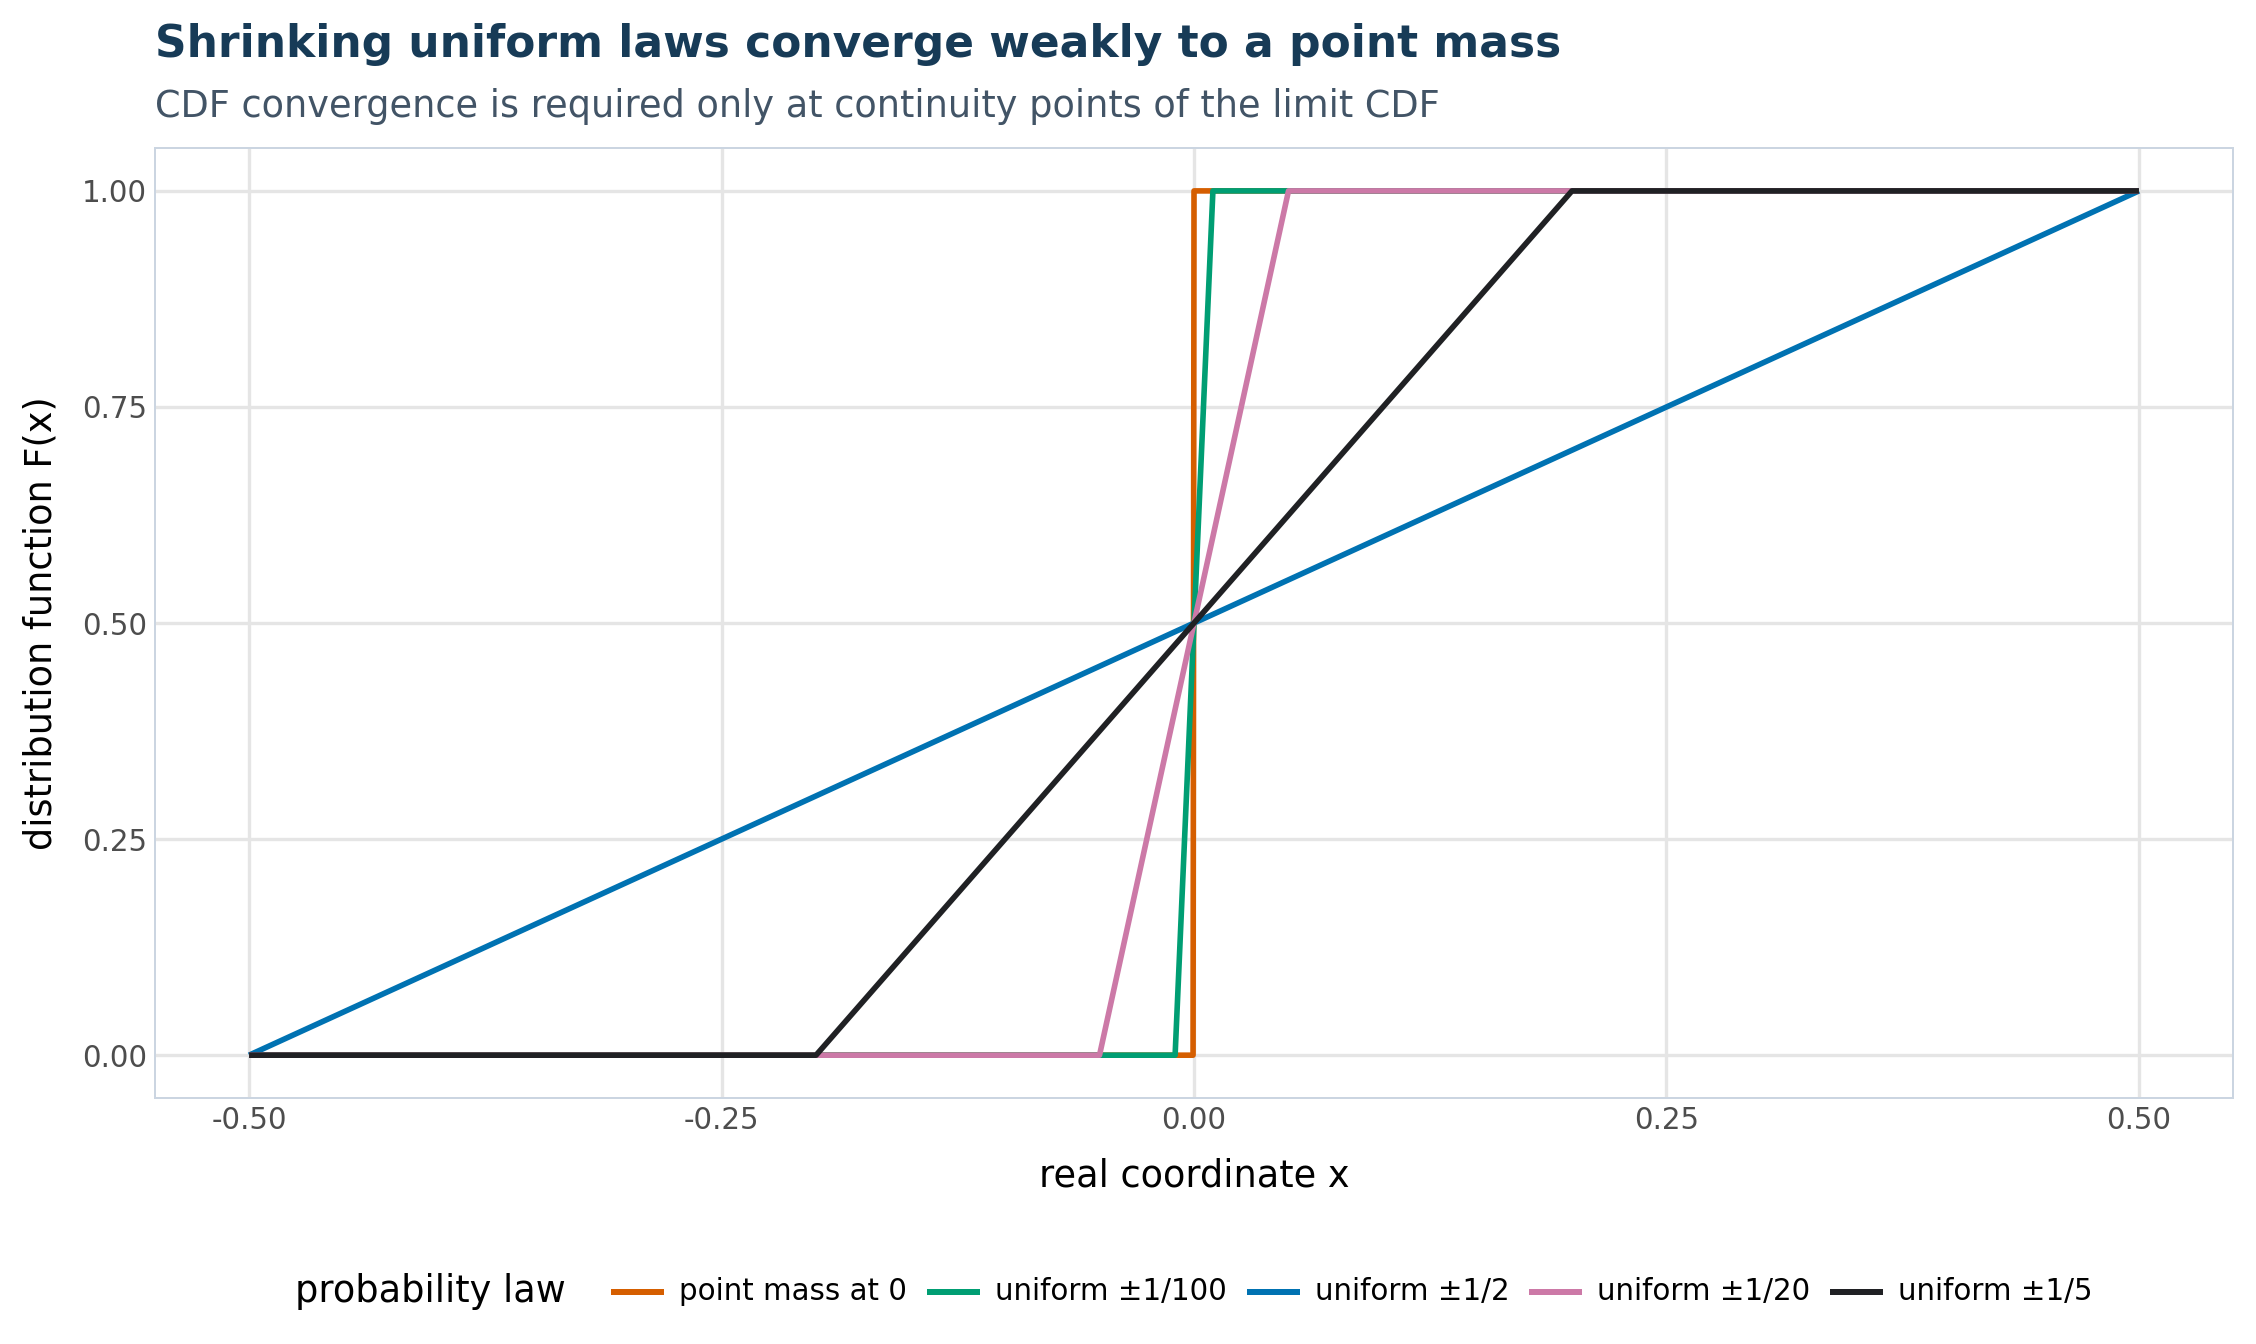 Shrinking uniform laws converge weakly to a point mass
CDF convergence is required only at continuity points of the limit CDF
distribution function F(x)
1.00
0.75
0.50
0.25
0.00
-0.50 -0.25 0.00 0.25 0.50
real coordinate x
probability law point mass at 0 uniform ±1/100 uniform ±1/2 uniform ±1/20 uniform ±1/5